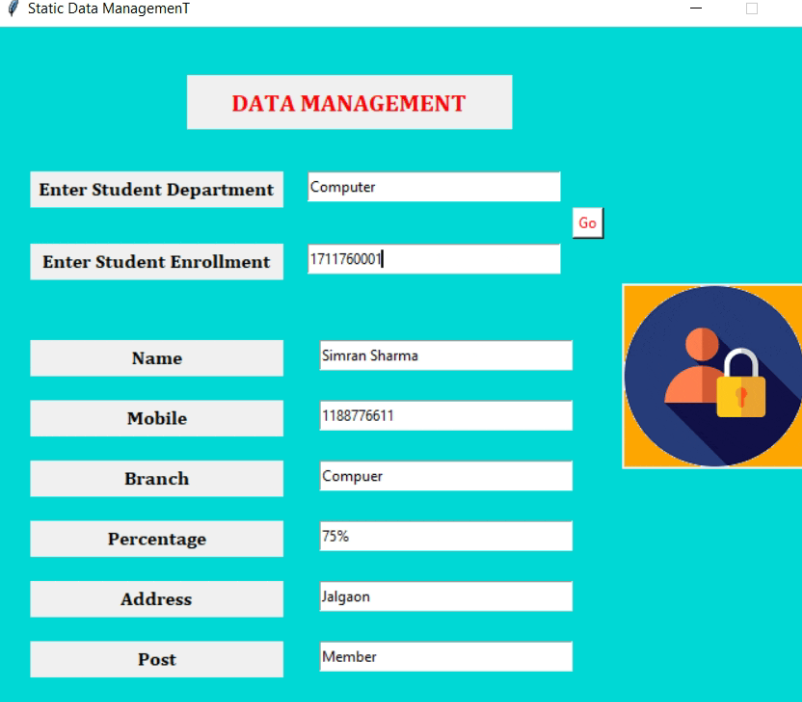 Static Data ManagemenT
DATA MANAGEMENT
Enter Student Department Computer
Go
Enter Student Enrollment 1711760001
Name Simran Sharma
Mobile 1188776611
Branch Compuer
Percentage 75%
Address Jalgaon
Post Member